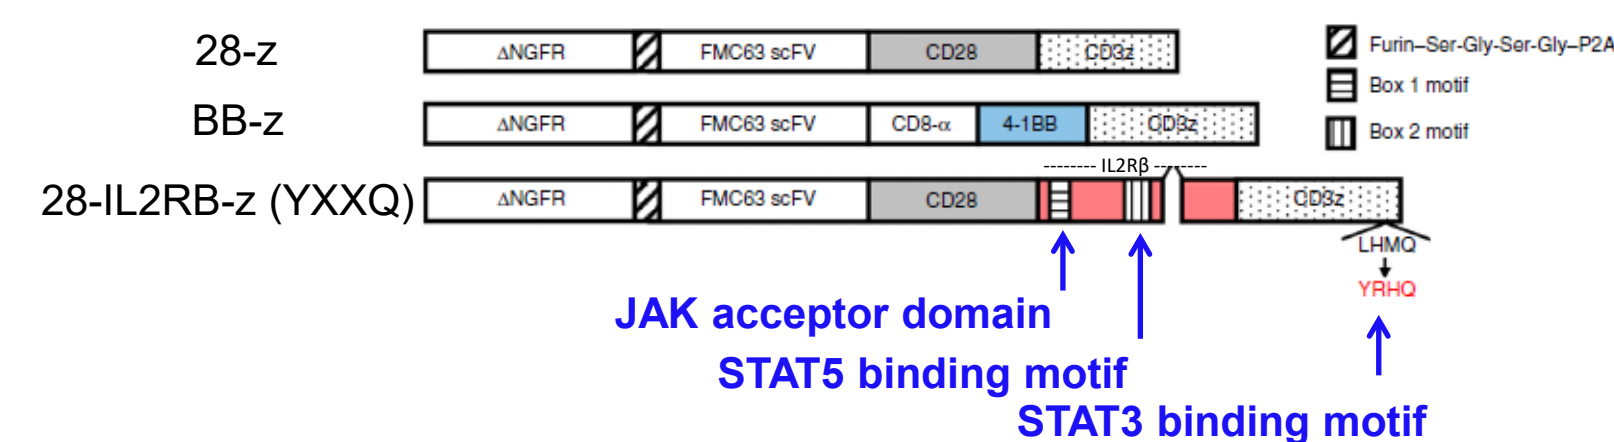 28-z
ΔNGFR FMC63 scFV CD28 CD3z
Furin–Ser-Gly-Ser-Gly–P2A
Box 1 motif
BB-z
ΔNGFR FMC63 scFV CD8-α 4-1BB CD3z
Box 2 motif
-------- IL2Rβ --------
28-IL2RB-z (YXXQ)
ΔNGFR FMC63 scFV CD28 CD3z
LHMQ
YRHQ
JAK acceptor domain
STAT5 binding motif
STAT3 binding motif